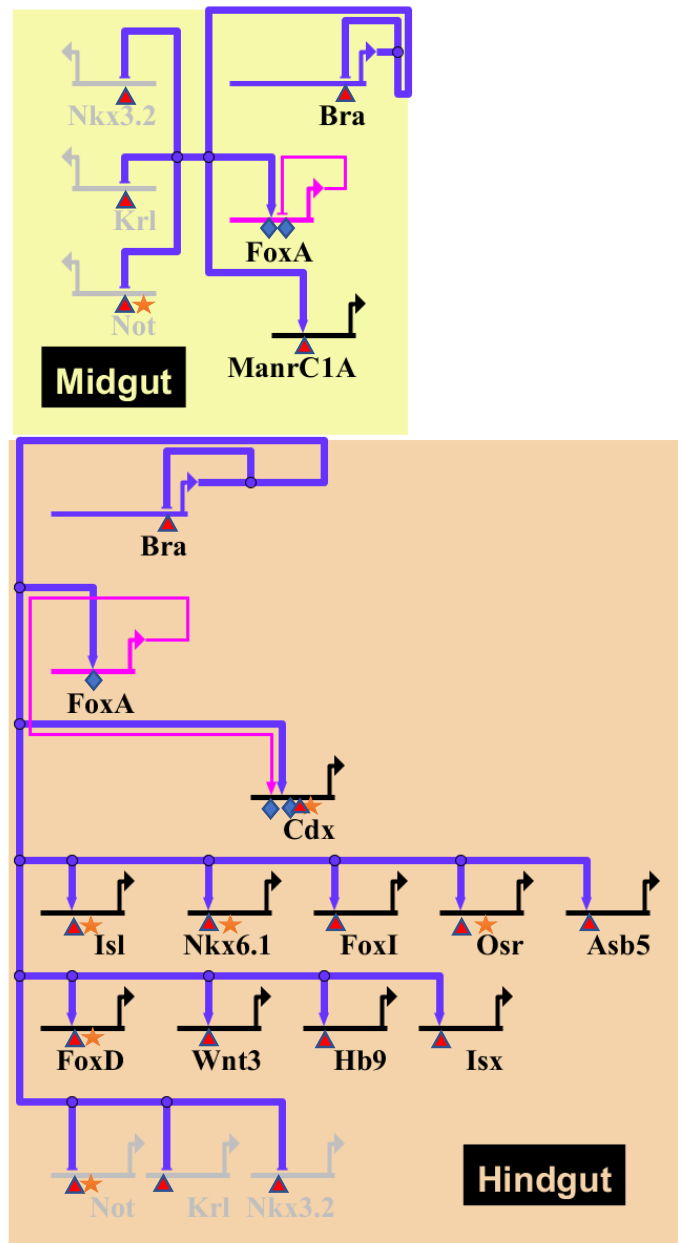 Nkx3.2
Bra
Krl
FoxA
Not
ManrC1A
Midgut
Bra
FoxA
Cdx
Isl Nkx6.1 FoxI Osr Asb5
FoxD Wnt3 Hb9 Isx
Not Krl Nkx3.2
Hindgut